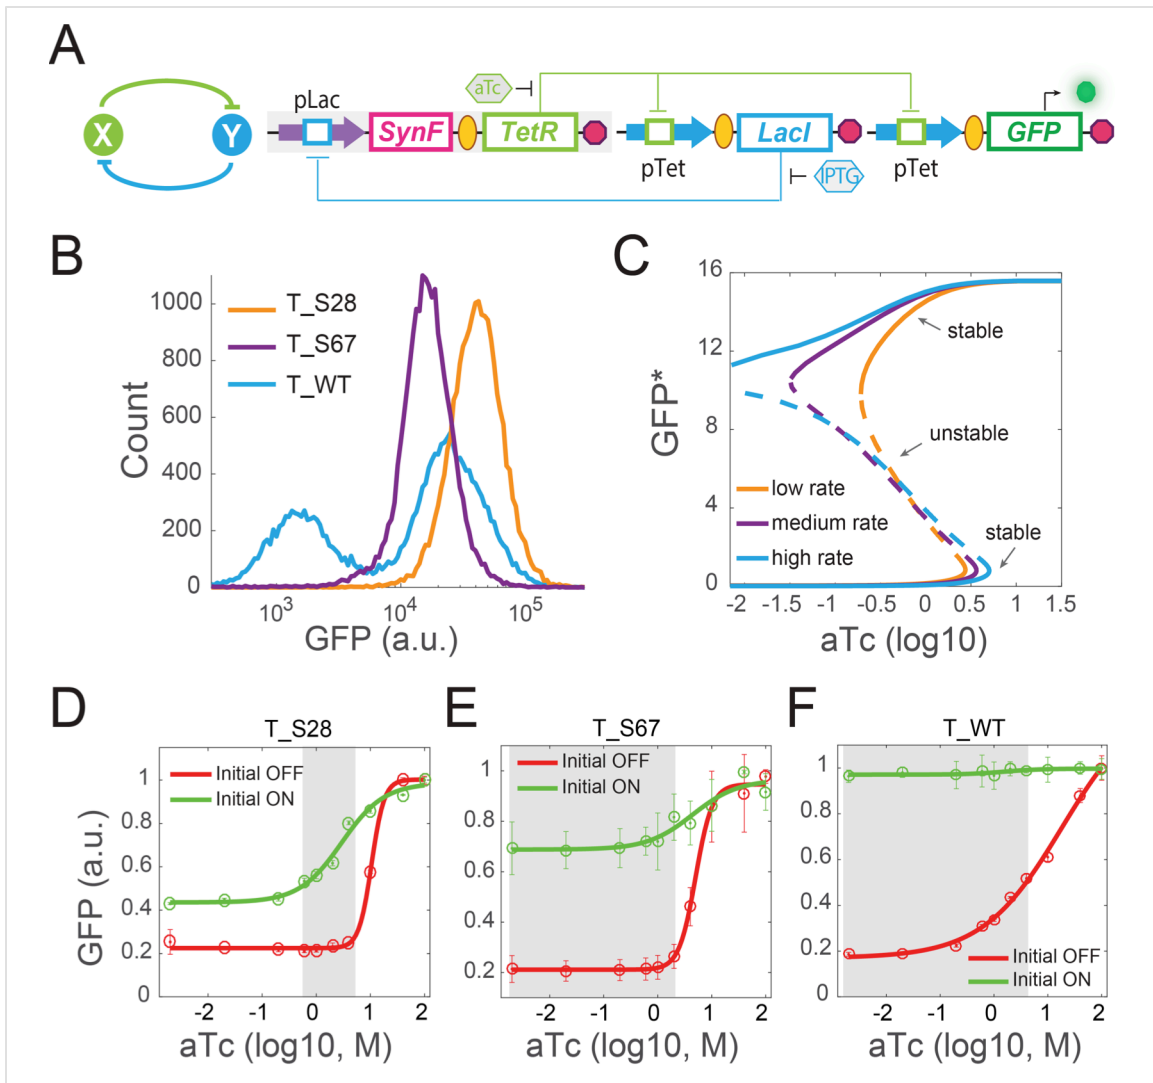 A
X
Y
pLac
SynF
aTc
TetR
pTet
LacI
IPTG
pTet
GFP
B
T_S28
T_S67
T_WT
Count
1000
800
600
400
200
0
10^3
10^4
10^5
GFP (a.u.)
C
GFP*
16
12
8
4
0
stable
unstable
stable
low rate
medium rate
high rate
-2
-1
-0.5
0
0.5
1
1.5
aTc (log10)
D
T_S28
Initial OFF
Initial ON
GFP (a.u.)
1
0.8
0.6
0.4
0.2
0
-2
-1
0
1
2
aTc (log10, M)
E
T_S67
Initial OFF
Initial ON
1
0.8
0.6
0.4
0.2
-2
-1
0
1
2
aTc (log10, M)
F
T_WT
1
0.8
0.6
0.4
0.2
0
Initial OFF
Initial ON
-2
-1
0
1
2
aTc (log10, M)